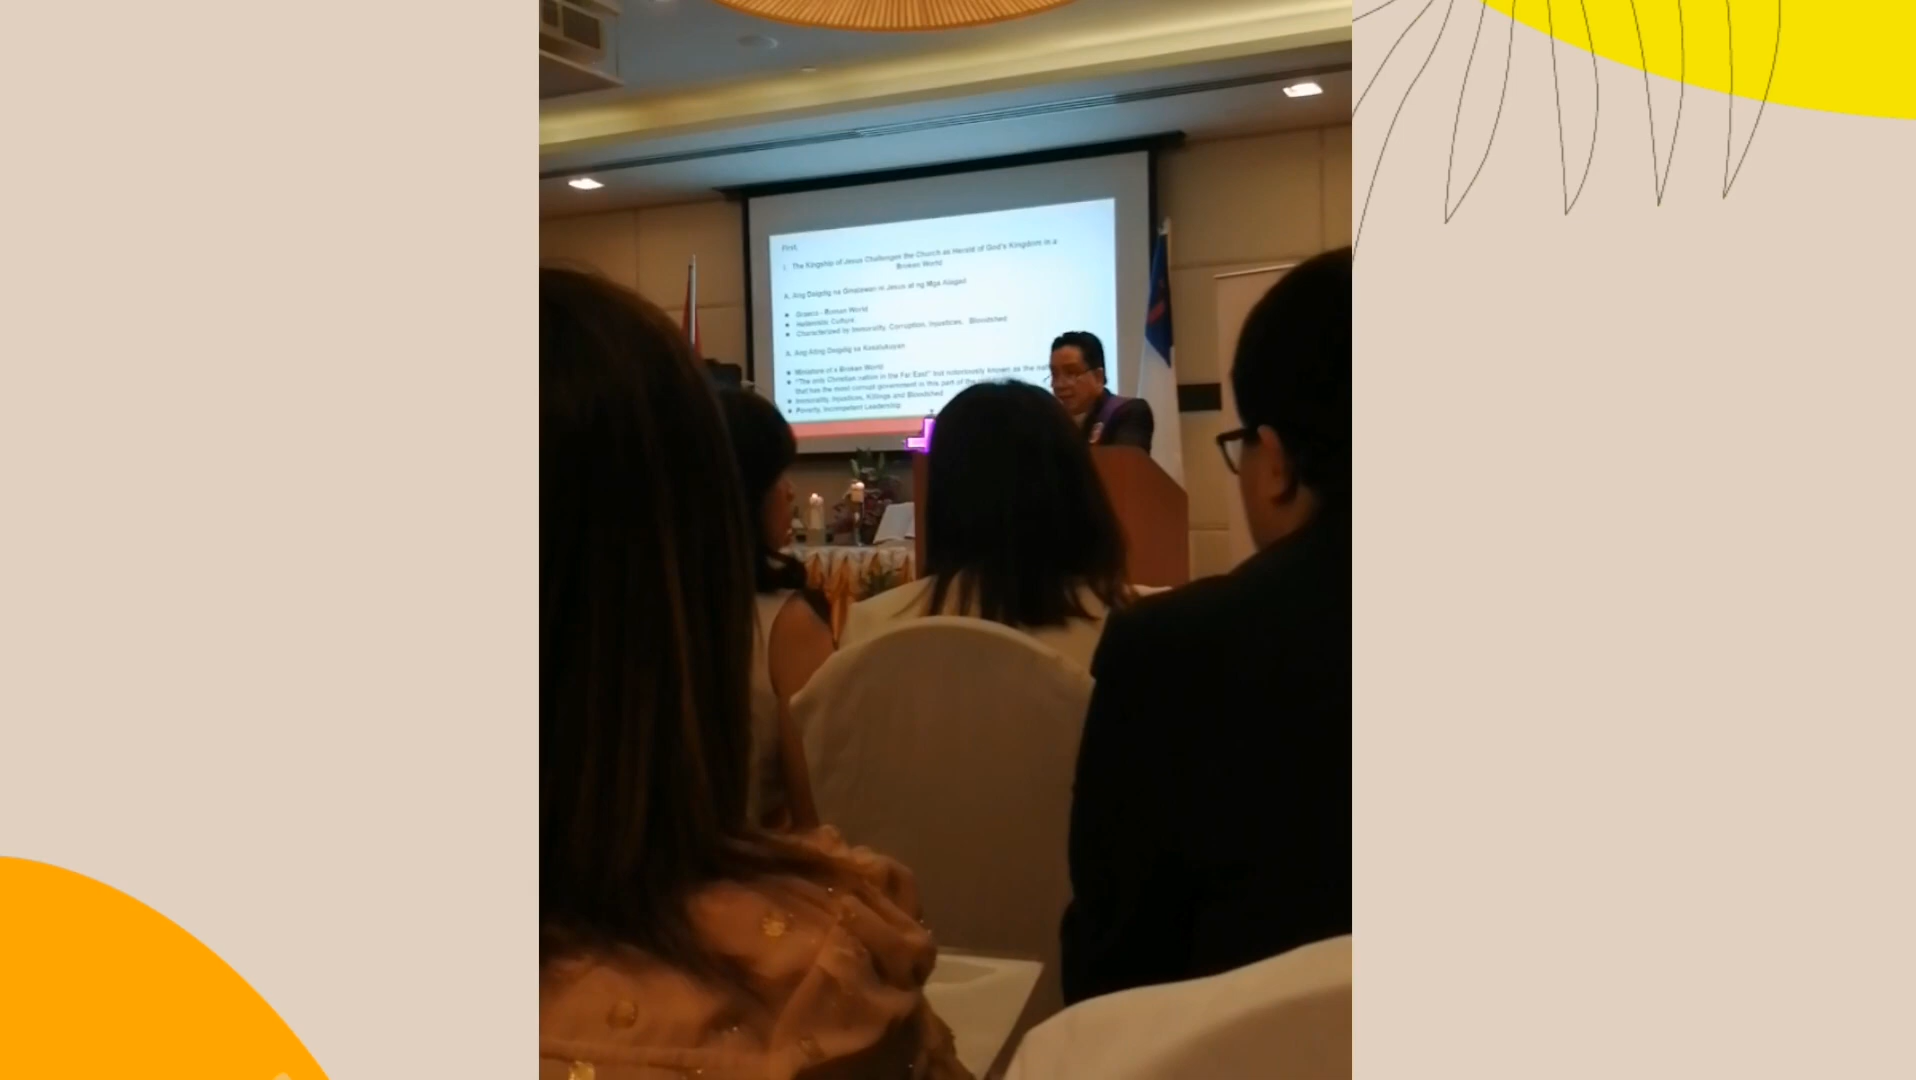 First,
I. The Kingship of Jesus Challenges the Church as Herald of God's Kingdom in a
Broken World
A. Ang Daigdig na Ginalawan ni Jesus at ng Mga Alagad
● Graeco - Roman World
● Hellenistic Culture
● Characterized by Immorality, Corruption, Injustices, Bloodshed
A. Ang Ating Daigdig sa Kasalukuyan
● Miniature of a Broken World
● "The only Christian nation in the Far East" but notoriously known as the
that has the most corrupt government in this part of the
● Immorality, Injustices, Killings and Bloodshed
● Poverty, Incompetent Leadership